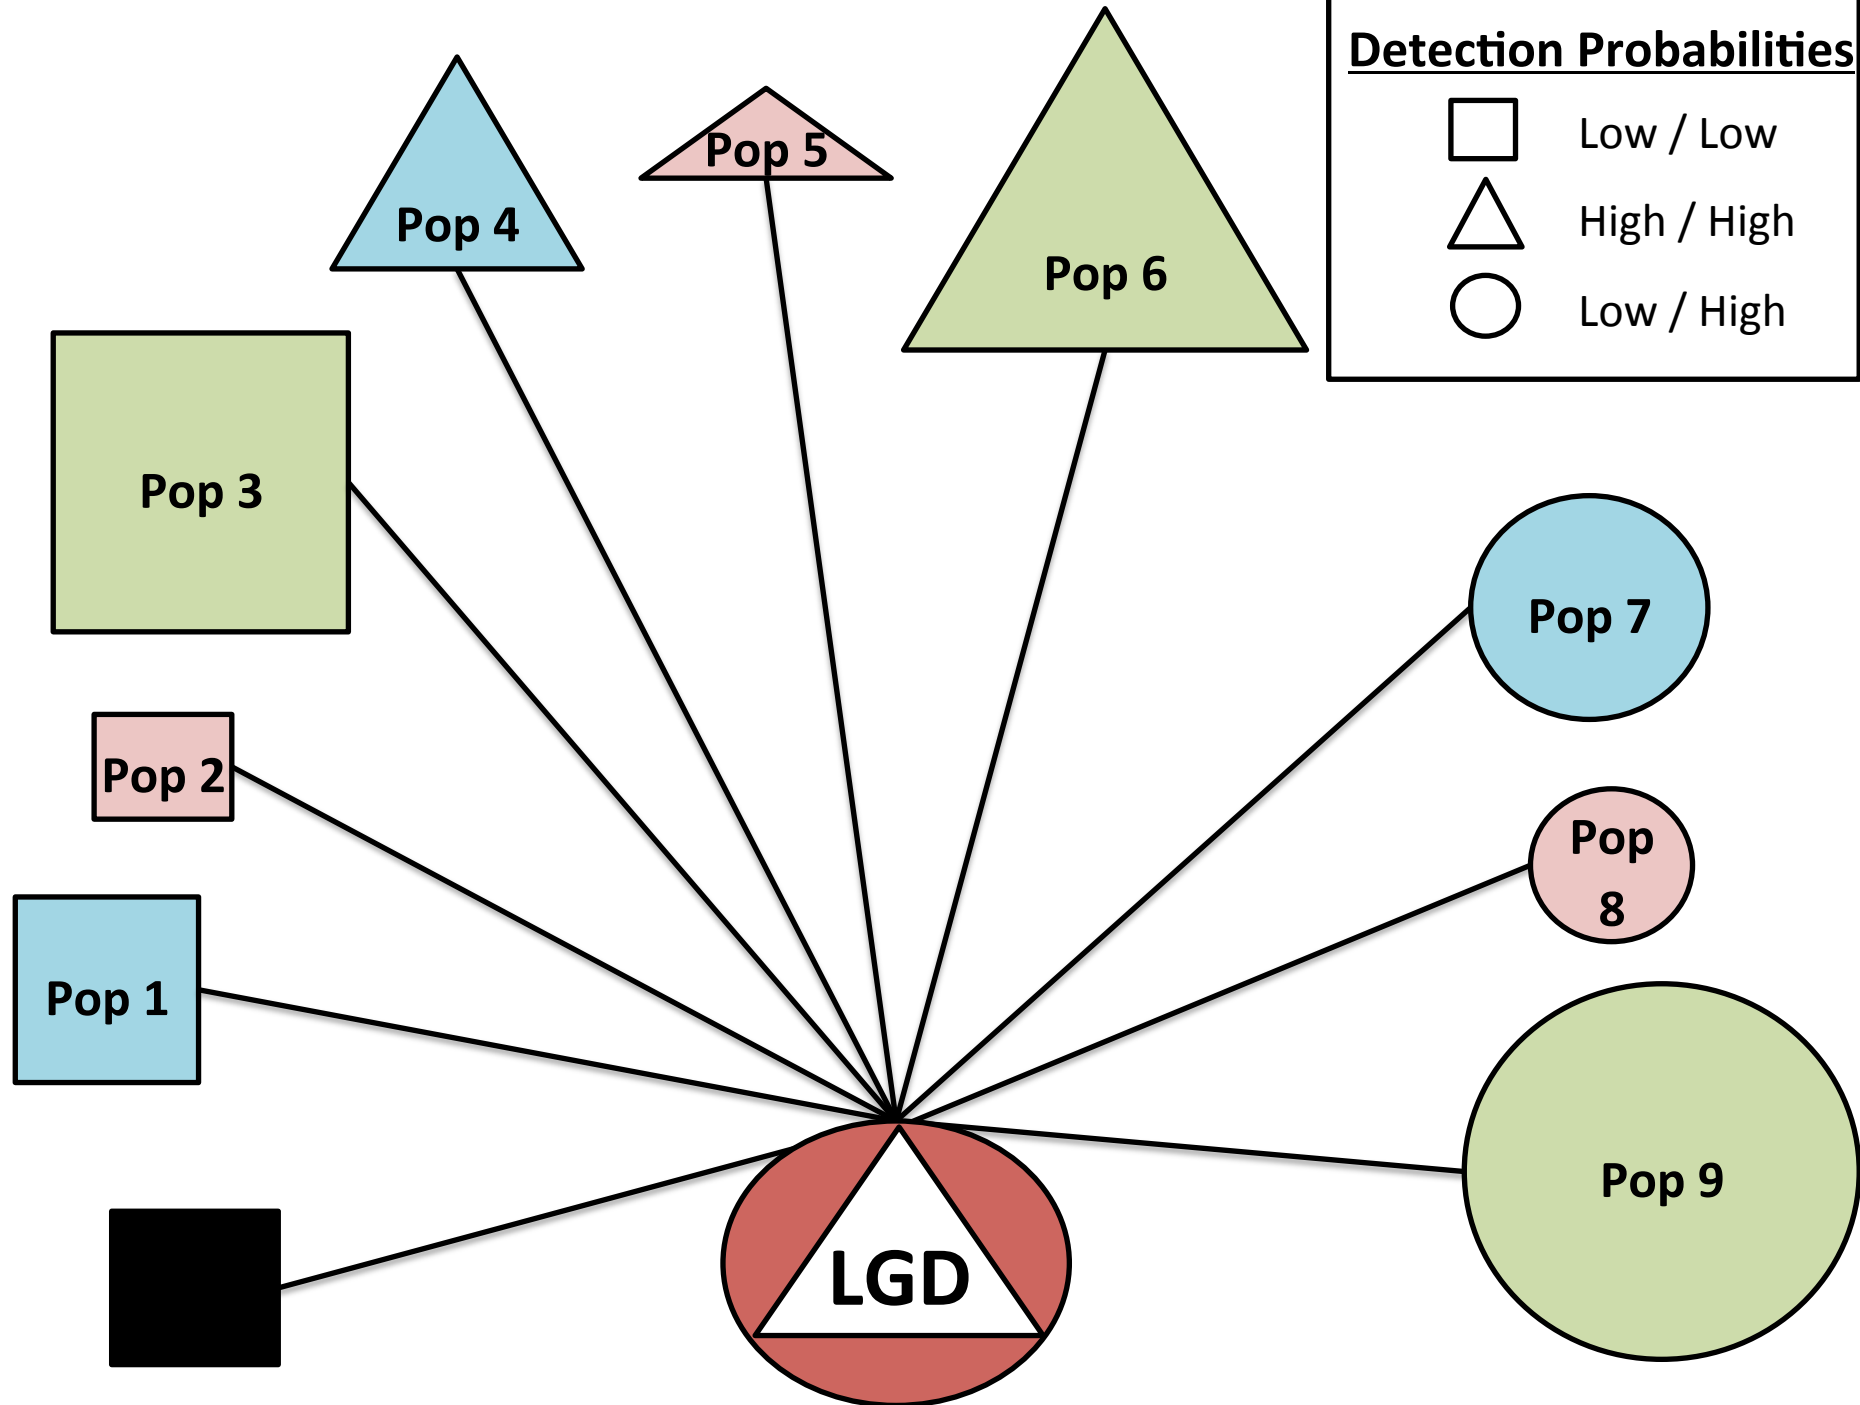 Detection Probabilities
Low / Low
High / High
Low / High
Pop 4
Pop 5
Pop 6
Pop 3
Pop 7
Pop 2
Pop
8
Pop 1
Pop 9
LGD